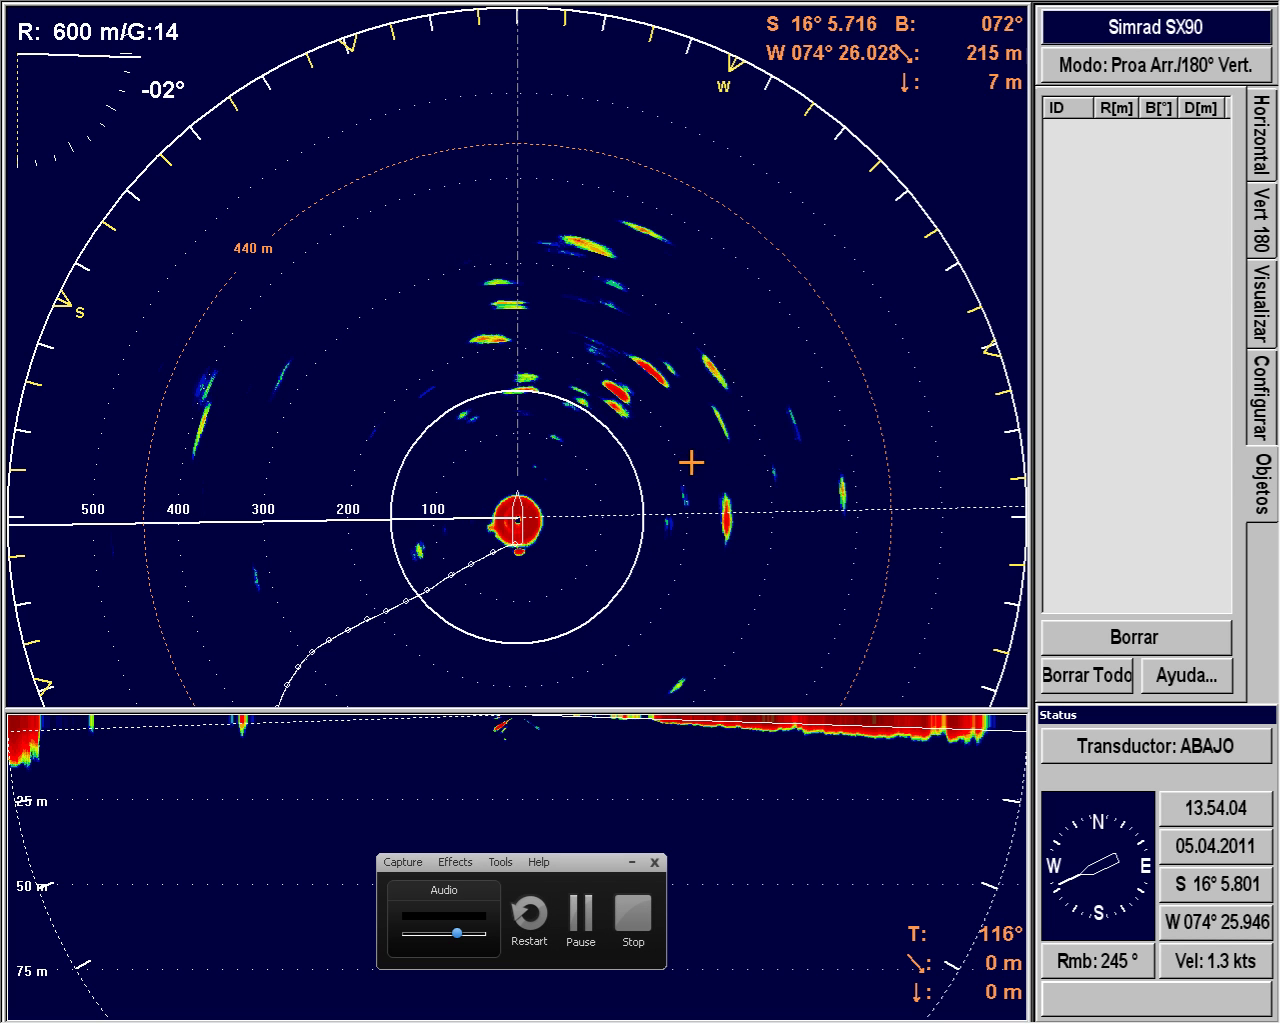 R: 600 m/G:14
-02°
S 16° 5.716 B: 072°
W 074° 26.028 : 215 m
: 7 m
W
S
440 m
500 400 300 200 100
25 m
50 m
75 m
T: 116°
: 0 m
: 0 m
Capture Effects Tools Help
Audio
Restart Pause Stop
Simrad SX90
Modo: Proa Arr./180° Vert.
ID R[m] B[°] D[m]
Horizontal
Vert 180
Visualizar
Configurar
Objetos
Borrar
Borrar Todo Ayuda...
Status
Transductor: ABAJO
N
W E
S
13.54.04
05.04.2011
S 16° 5.801
W 074° 25.946
Rmb: 245 ° Vel: 1.3 kts